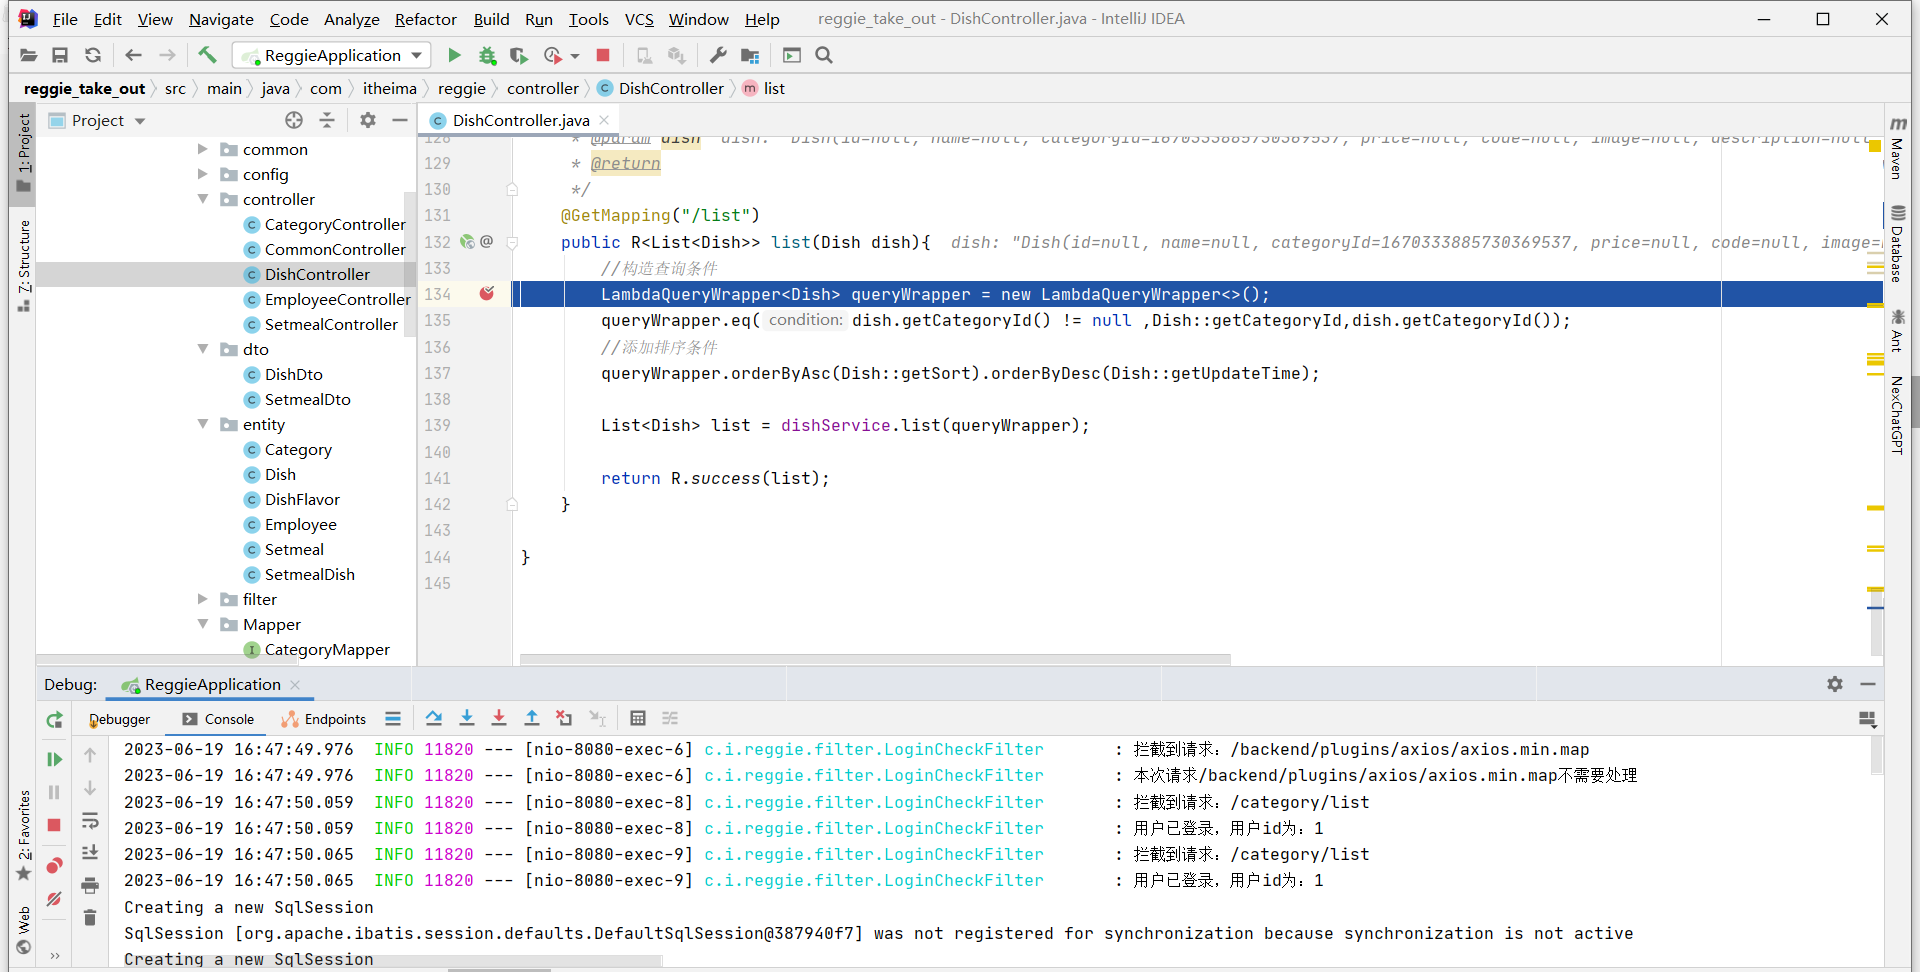 File Edit View Navigate Code Analyze Refactor Build Run Tools VCS Window Help reggie_take_out - DishController.java - IntelliJ IDEA
ReggieApplication
reggie_take_out src main java com itheima reggie controller DishController list
1: Project
Z: Structure
2: Favorites
Web
Project
common
config
controller
CategoryController
CommonController
DishController
EmployeeController
SetmealController
dto
DishDto
SetmealDto
entity
Category
Dish
DishFlavor
Employee
Setmeal
SetmealDish
filter
Mapper
CategoryMapper
DishController.java
128 * @param dish dish: "Dish(id=null, name=null, categoryId=1670333885730369537, price=null, code=null, image=null, description=null
129 * @return
130 */
131 @GetMapping("/list")
132 @ public R<List<Dish>> list(Dish dish){ dish: "Dish(id=null, name=null, categoryId=1670333885730369537, price=null, code=null, image=
133 //构造查询条件
134 LambdaQueryWrapper<Dish> queryWrapper = new LambdaQueryWrapper<>();
135 queryWrapper.eq( condition: dish.getCategoryId() != null ,Dish::getCategoryId,dish.getCategoryId());
136 //添加排序条件
137 queryWrapper.orderByAsc(Dish::getSort).orderByDesc(Dish::getUpdateTime);
138
139 List<Dish> list = dishService.list(queryWrapper);
140
141 return R.success(list);
142 }
143
144 }
145
Maven
Database
Ant
NexChatGPT
Debug: ReggieApplication
Debugger Console Endpoints
2023-06-19 16:47:49.976 INFO 11820 --- [nio-8080-exec-6] c.i.reggie.filter.LoginCheckFilter : 拦截到请求：/backend/plugins/axios/axios.min.map
2023-06-19 16:47:49.976 INFO 11820 --- [nio-8080-exec-6] c.i.reggie.filter.LoginCheckFilter : 本次请求/backend/plugins/axios/axios.min.map不需要处理
2023-06-19 16:47:50.059 INFO 11820 --- [nio-8080-exec-8] c.i.reggie.filter.LoginCheckFilter : 拦截到请求：/category/list
2023-06-19 16:47:50.059 INFO 11820 --- [nio-8080-exec-8] c.i.reggie.filter.LoginCheckFilter : 用户已登录，用户id为：1
2023-06-19 16:47:50.065 INFO 11820 --- [nio-8080-exec-9] c.i.reggie.filter.LoginCheckFilter : 拦截到请求：/category/list
2023-06-19 16:47:50.065 INFO 11820 --- [nio-8080-exec-9] c.i.reggie.filter.LoginCheckFilter : 用户已登录，用户id为：1
Creating a new SqlSession
SqlSession [org.apache.ibatis.session.defaults.DefaultSqlSession@387940f7] was not registered for synchronization because synchronization is not active
Creating a new SqlSession